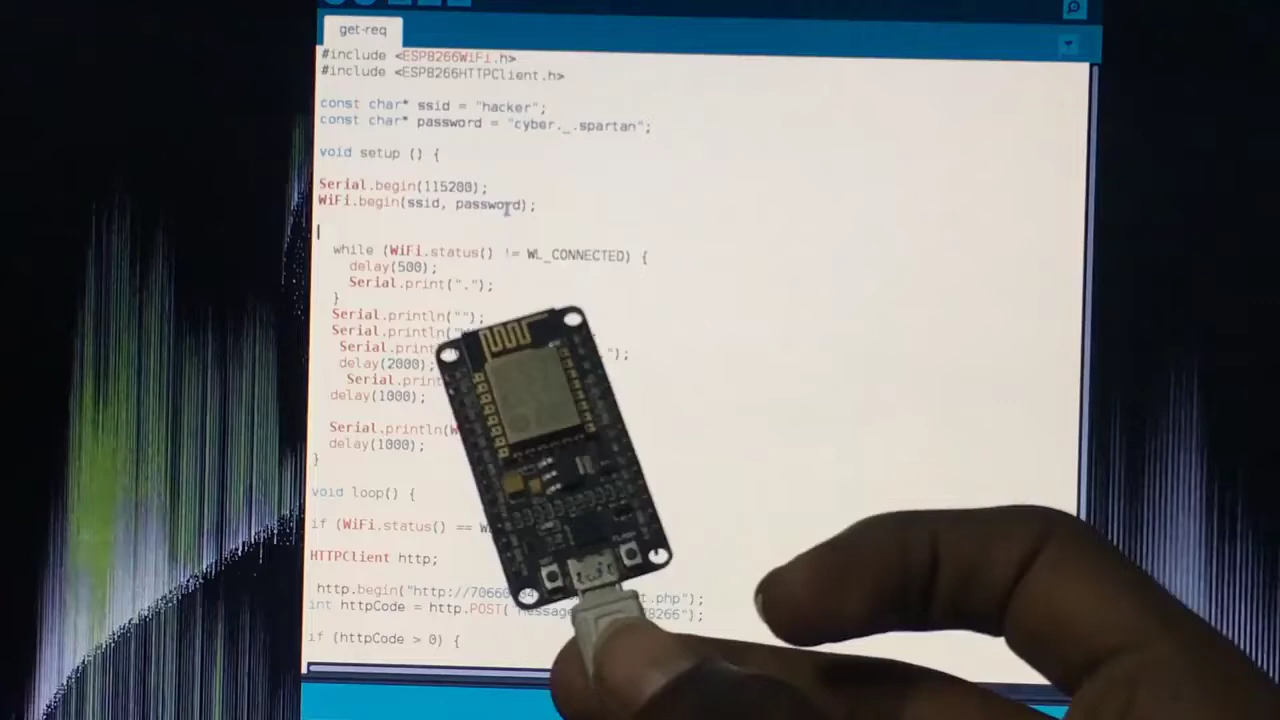 get-req
#include <ESP8266WiFi.h>
#include <ESP8266HTTPClient.h>
const char* ssid = "hacker";
const char* password = "cyber._.spartan";
void setup () {
Serial.begin(115200);
WiFi.begin(ssid, password);
while (WiFi.status() != WL_CONNECTED) {
delay(500);
Serial.print(".");
}
Serial.println("");
Serial.println("
Serial.print ");
delay(2000);
Serial.print
delay(1000);
Serial.println(W
delay(1000);
}
void loop() {
if (WiFi.status() == W
HTTPClient http;
http.begin("http://70660 t.php");
int httpCode = http.POST("message 8266");
if (httpCode > 0) {